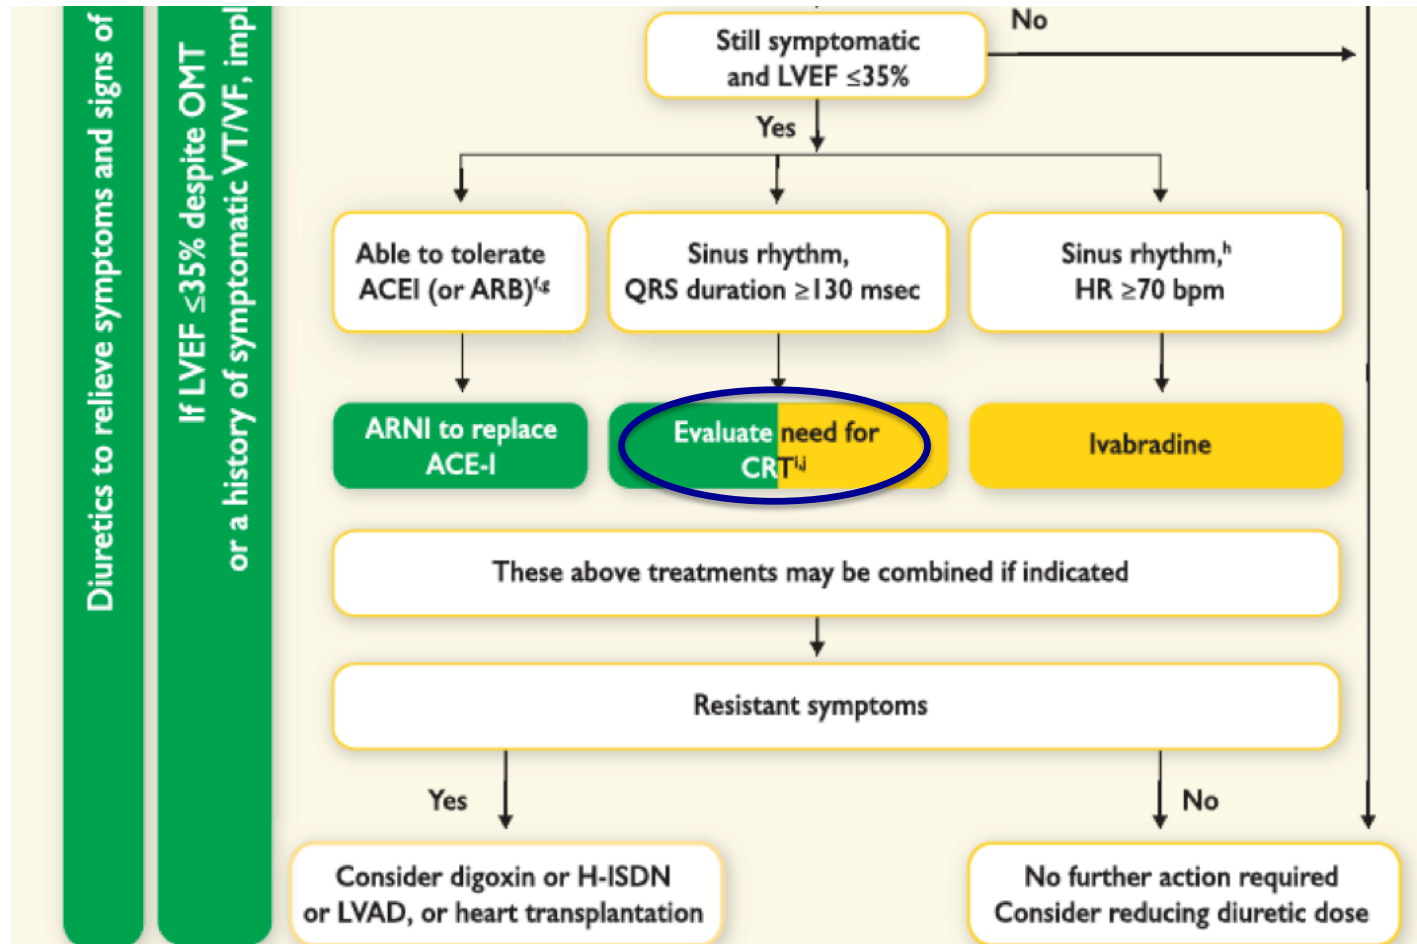 Diuretics to relieve symptoms and signs of
If LVEF ≤35% despite OMT
or a history of symptomatic VT/VF, impl
Still symptomatic
and LVEF ≤35%
No
Yes
Able to tolerate
ACEI (or ARB)f,g
Sinus rhythm,
QRS duration ≥130 msec
Sinus rhythm,h
HR ≥70 bpm
ARNI to replace
ACE-I
Evaluate need for
CRTi,j
Ivabradine
These above treatments may be combined if indicated
Resistant symptoms
Yes
No
Consider digoxin or H-ISDN
or LVAD, or heart transplantation
No further action required
Consider reducing diuretic dose